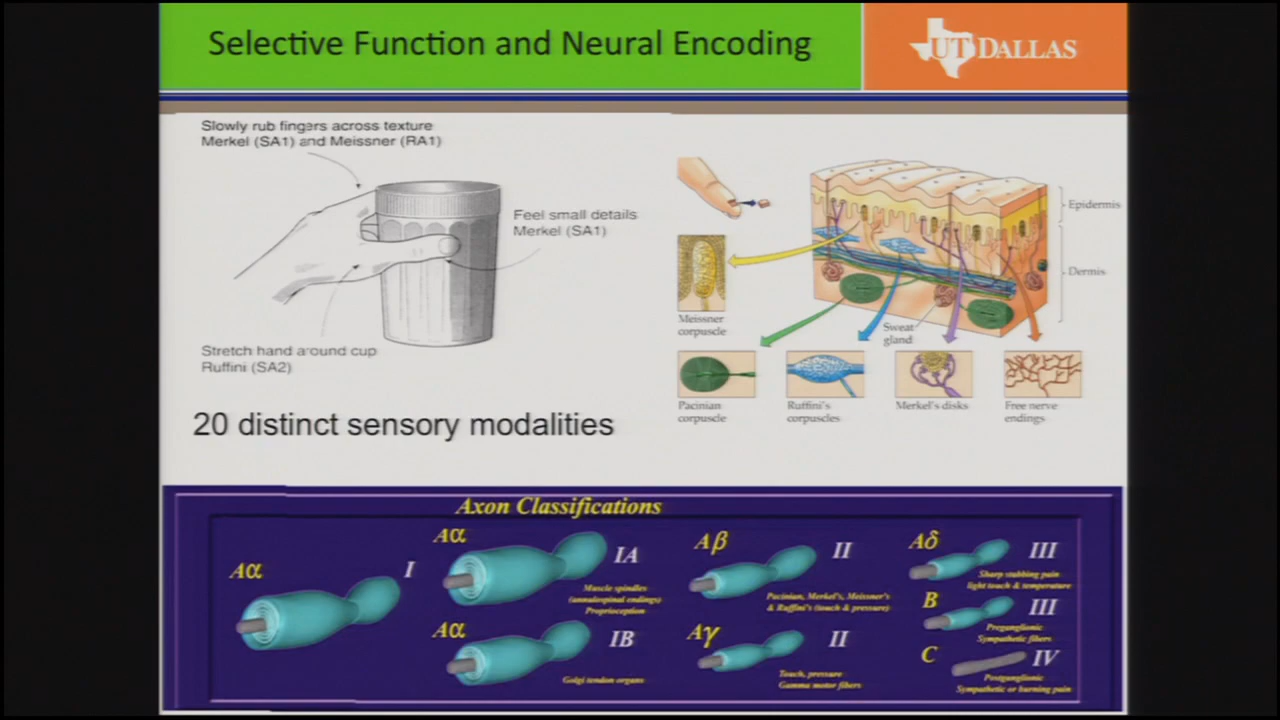 Selective Function and Neural Encoding
UT DALLAS
Slowly rub fingers across texture
Merkel (SA1) and Meissner (RA1)
Feel small details
Merkel (SA1)
Stretch hand around cup
Ruffini (SA2)
Epidermis
Dermis
Meissner
corpuscle
Sweat
gland
Pacinian
corpuscle
Ruffini's
corpuscles
Merkel's disks
Free nerve
endings
20 distinct sensory modalities
Axon Classifications
Aα
I
Aα
IA
Muscle spindles
(annulospinal endings)
Proprioception
Aα
IB
Golgi tendon organs
Aβ
II
Pacinian, Merkel's, Meissner's
& Ruffini's (touch & pressure)
Aγ
II
Touch, pressure
Gamma motor fibers
Aδ
III
Sharp stabbing pain
light touch & temperature
B
III
Preganglionic
Sympathetic fibers
C
IV
Postganglionic
Sympathetic or burning pain